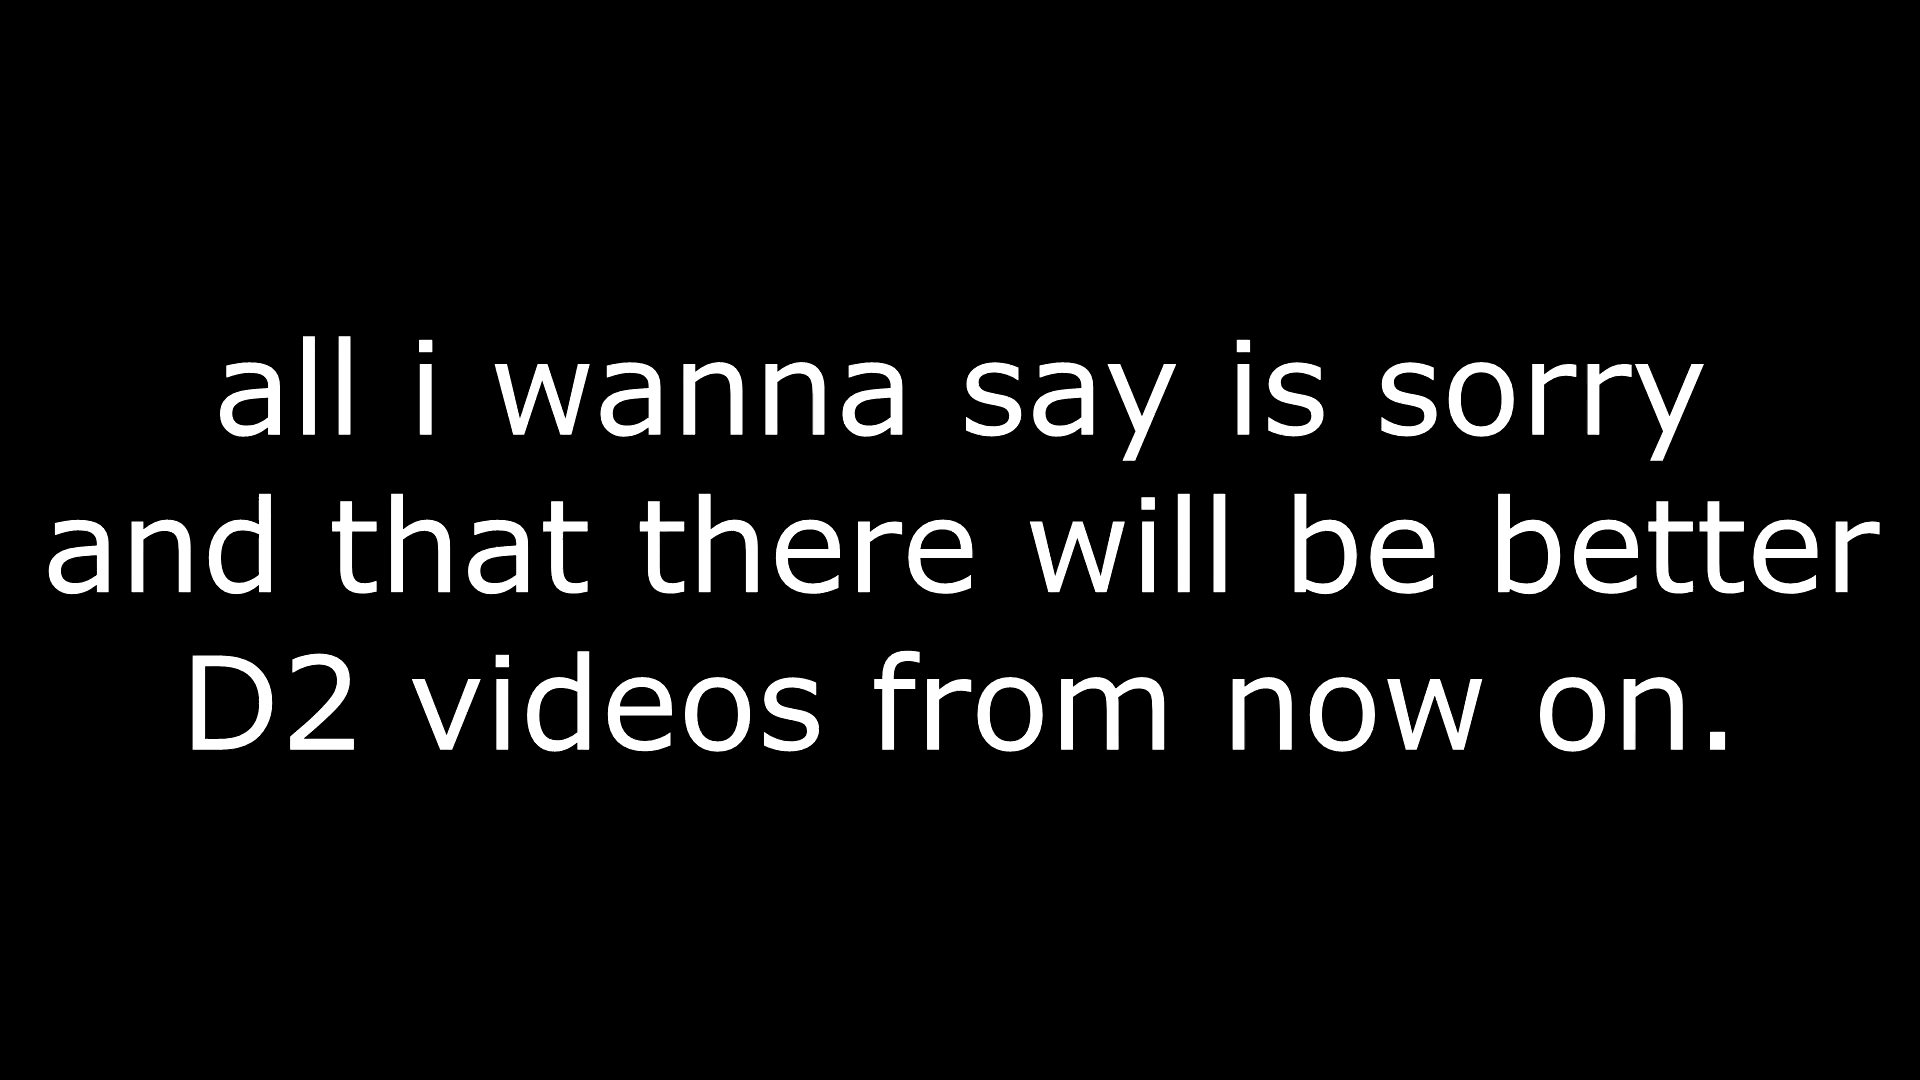 all i wanna say is sorry
and that there will be better
D2 videos from now on.